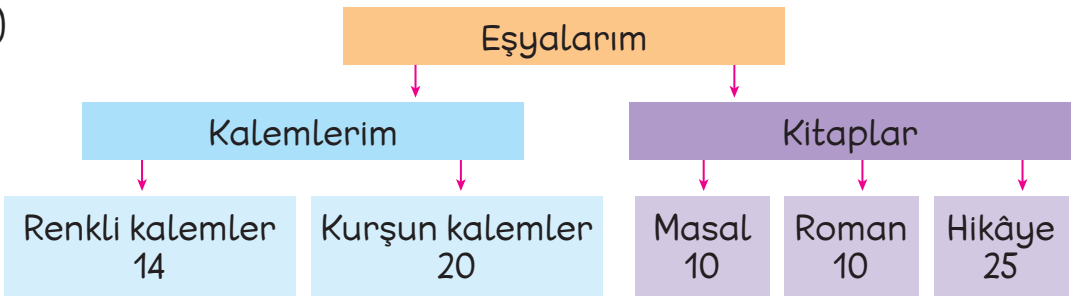 )
Eşyalarım
Kalemlerim
Kitaplar
Renkli kalemler
14
Kurşun kalemler
20
Masal
10
Roman
10
Hikâye
25